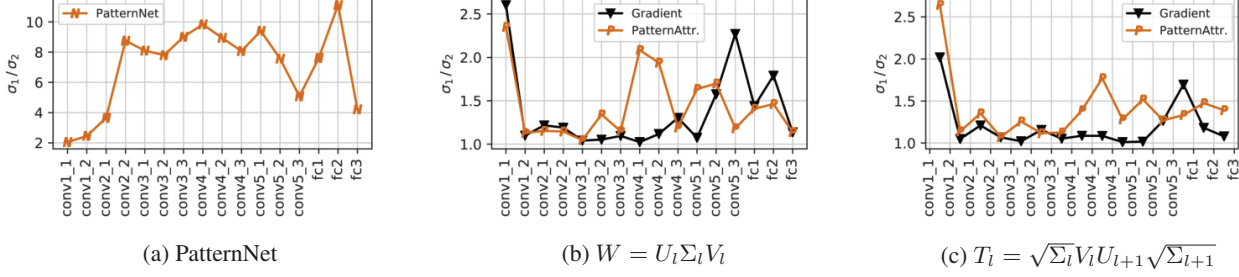 PatternNet
10
8
6
4
2
σ₁/σ₂
conv1_1
conv1_2
conv2_1
conv2_2
conv3_1
conv3_2
conv3_3
conv4_1
conv4_2
conv4_3
conv5_1
conv5_2
conv5_3
fc1
fc2
fc3
(a) PatternNet
Gradient
PatternAttr.
2.5
2.0
1.5
1.0
σ₁/σ₂
conv1_1
conv1_2
conv2_1
conv2_2
conv3_1
conv3_2
conv3_3
conv4_1
conv4_2
conv4_3
conv5_1
conv5_2
conv5_3
fc1
fc2
fc3
(b) W = UₗΣₗVₗ
Gradient
PatternAttr.
2.5
2.0
1.5
1.0
σ₁/σ₂
conv1_1
conv1_2
conv2_1
conv2_2
conv3_1
conv3_2
conv3_3
conv4_1
conv4_2
conv4_3
conv5_1
conv5_2
conv5_3
fc1
fc2
fc3
(c) Tₗ = √Σₗ VₗUₗ₊₁√Σₗ₊₁